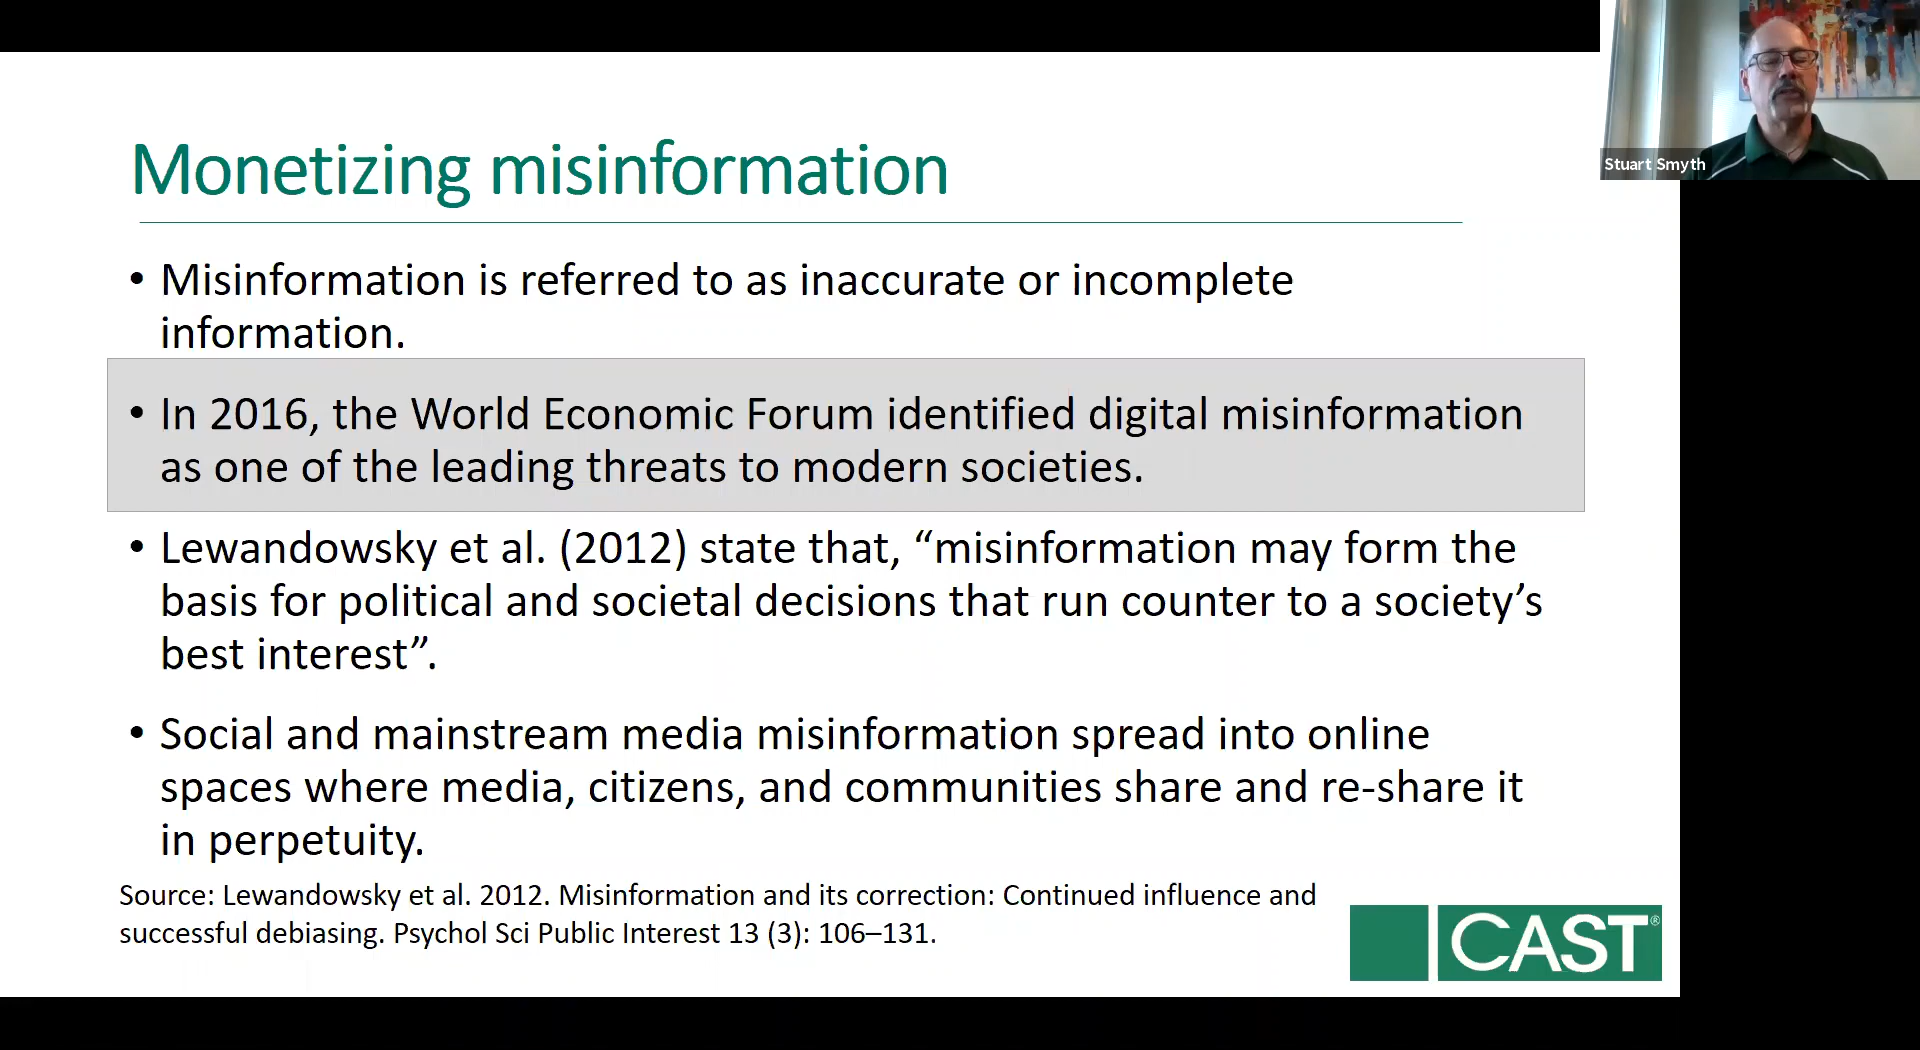 Monetizing misinformation
• Misinformation is referred to as inaccurate or incomplete
information.
• In 2016, the World Economic Forum identified digital misinformation
as one of the leading threats to modern societies.
• Lewandowsky et al. (2012) state that, “misinformation may form the
basis for political and societal decisions that run counter to a society’s
best interest”.
• Social and mainstream media misinformation spread into online
spaces where media, citizens, and communities share and re-share it
in perpetuity.
Source: Lewandowsky et al. 2012. Misinformation and its correction: Continued influence and
successful debiasing. Psychol Sci Public Interest 13 (3): 106–131.
CAST®
Stuart Smyth